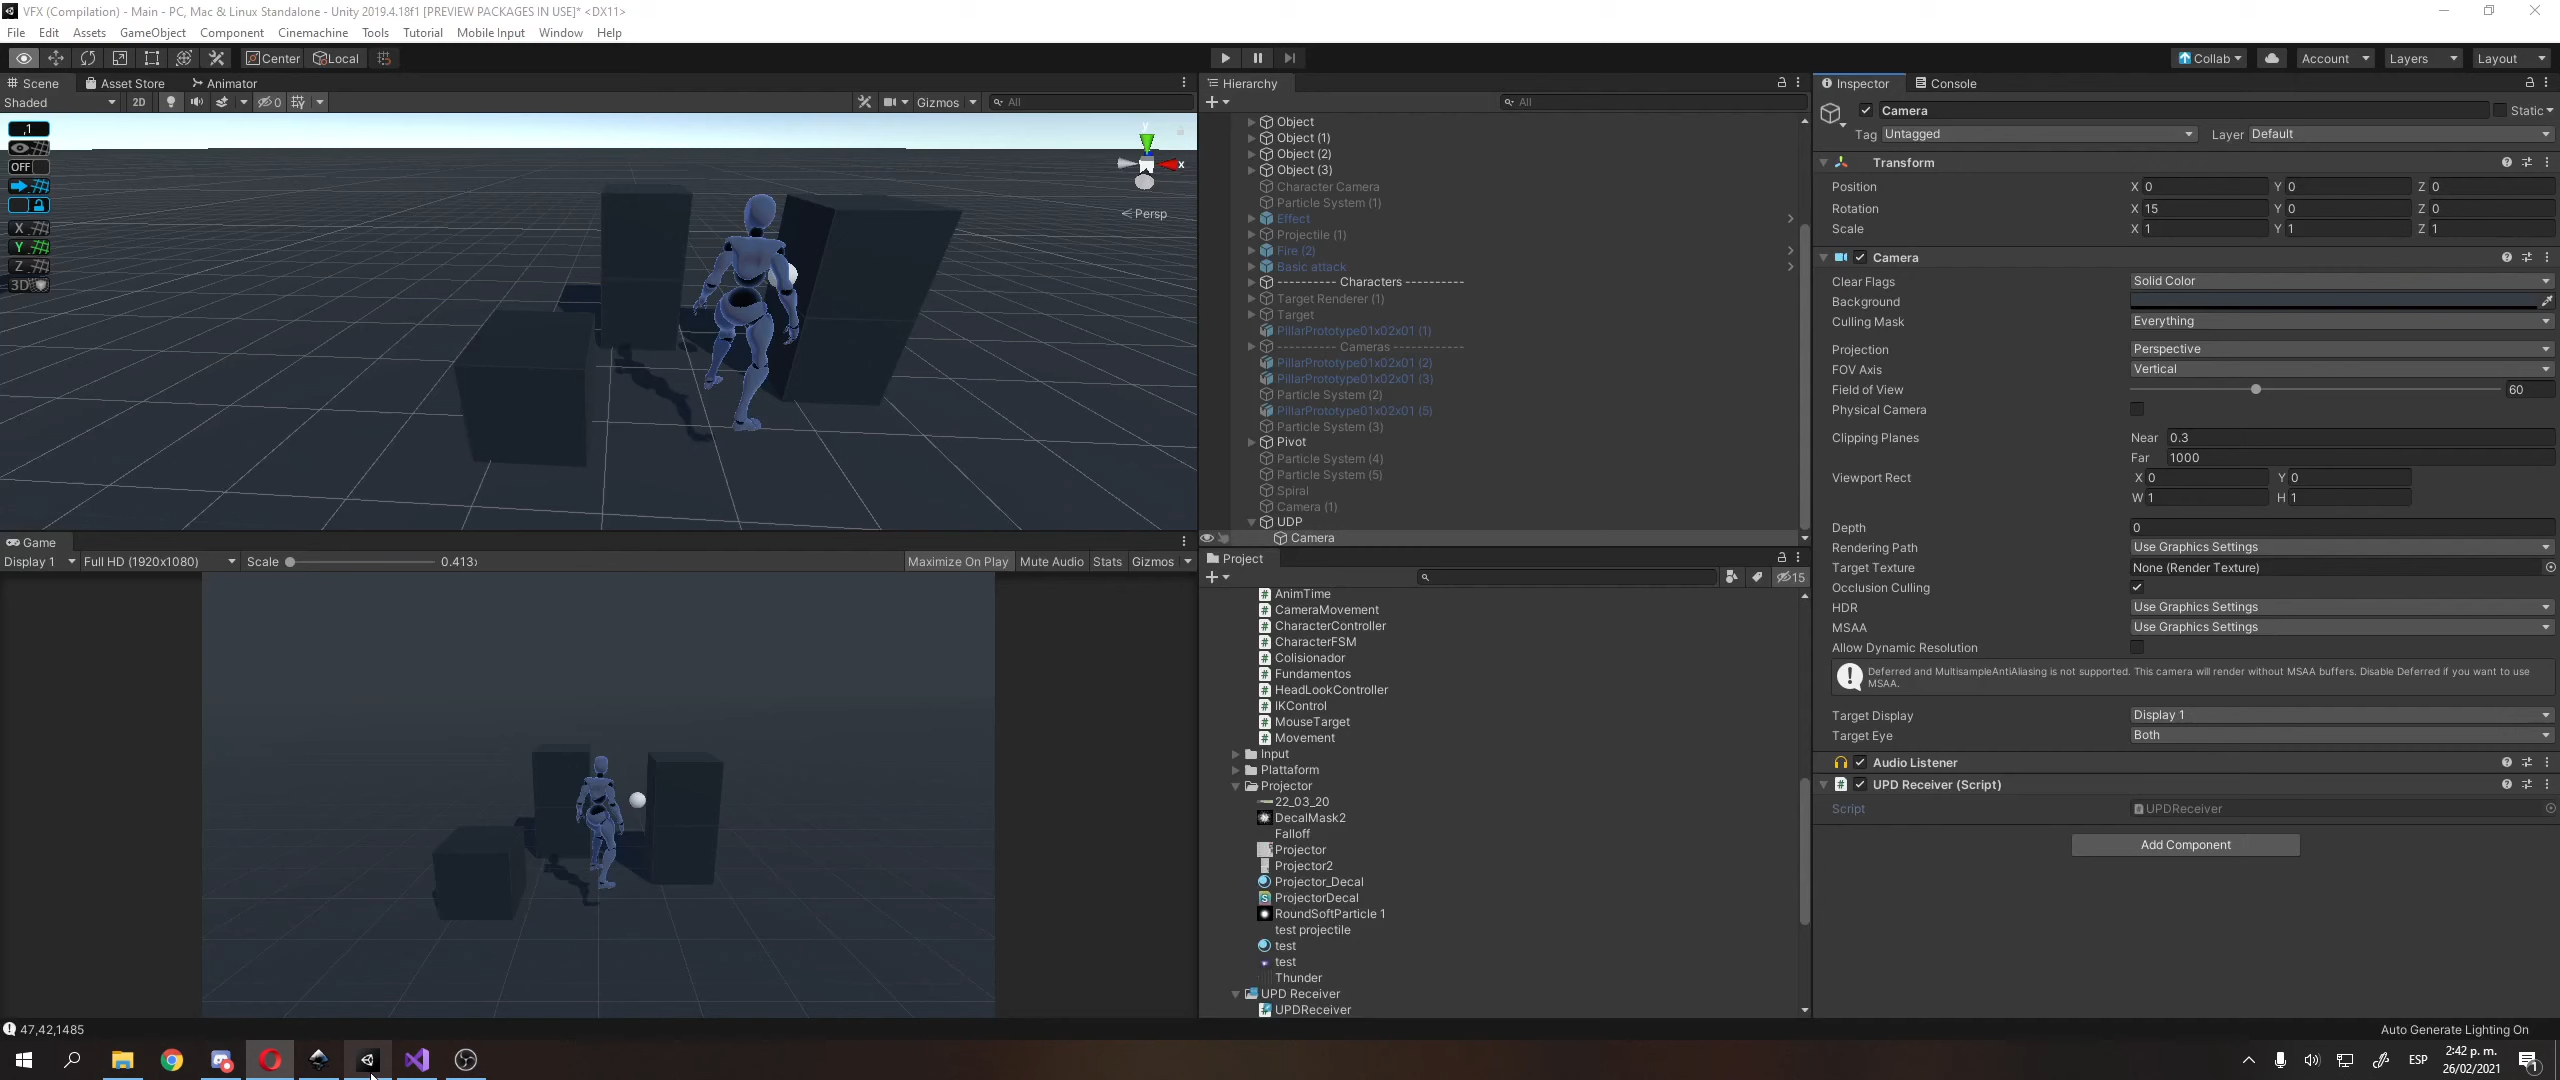 VFX (Compilation) - Main - PC, Mac & Linux Standalone - Unity 2019.4.18f1 [PREVIEW PACKAGES IN USE]* <DX11>
File Edit Assets GameObject Component Cinemachine Tools Tutorial Mobile Input Window Help
Center Local
Collab Account Layers Layout
Scene Asset Store Animator
Shaded 2D 0 Gizmos All
,1
OFF
X
Y
Z
3D
y
x
Persp
Game
Display 1 Full HD (1920x1080) Scale 0.413x Maximize On Play Mute Audio Stats Gizmos
Hierarchy
All
Object
Object (1)
Object (2)
Object (3)
Character Camera
Particle System (1)
Effect
Projectile (1)
Fire (2)
Basic attack
---------- Characters ----------
Target Renderer (1)
Target
PillarPrototype01x02x01 (1)
---------- Cameras ------------
PillarPrototype01x02x01 (2)
PillarPrototype01x02x01 (3)
Particle System (2)
PillarPrototype01x02x01 (5)
Particle System (3)
Pivot
Particle System (4)
Particle System (5)
Spiral
Camera (1)
UDP
Camera
Project
15
AnimTime
CameraMovement
CharacterController
CharacterFSM
Colisionador
Fundamentos
HeadLookController
IKControl
MouseTarget
Movement
Input
Plattaform
Projector
22_03_20
DecalMask2
Falloff
Projector
Projector2
Projector_Decal
ProjectorDecal
RoundSoftParticle 1
test projectile
test
test
Thunder
UPD Receiver
UPDReceiver
Inspector Console
Camera Static
Tag Untagged Layer Default
Transform
Position X 0 Y 0 Z 0
Rotation X 15 Y 0 Z 0
Scale X 1 Y 1 Z 1
Camera
Clear Flags Solid Color
Background
Culling Mask Everything
Projection Perspective
FOV Axis Vertical
Field of View 60
Physical Camera
Clipping Planes Near 0.3
Far 1000
Viewport Rect X 0 Y 0
W 1 H 1
Depth 0
Rendering Path Use Graphics Settings
Target Texture None (Render Texture)
Occlusion Culling
HDR Use Graphics Settings
MSAA Use Graphics Settings
Allow Dynamic Resolution
Deferred and MultisampleAntiAliasing is not supported. This camera will render without MSAA buffers. Disable Deferred if you want to use
MSAA.
Target Display Display 1
Target Eye Both
Audio Listener
UPD Receiver (Script)
Script UPDReceiver
Add Component
47,42,1485
Auto Generate Lighting On
ESP
2:42 p. m.
26/02/2021
1